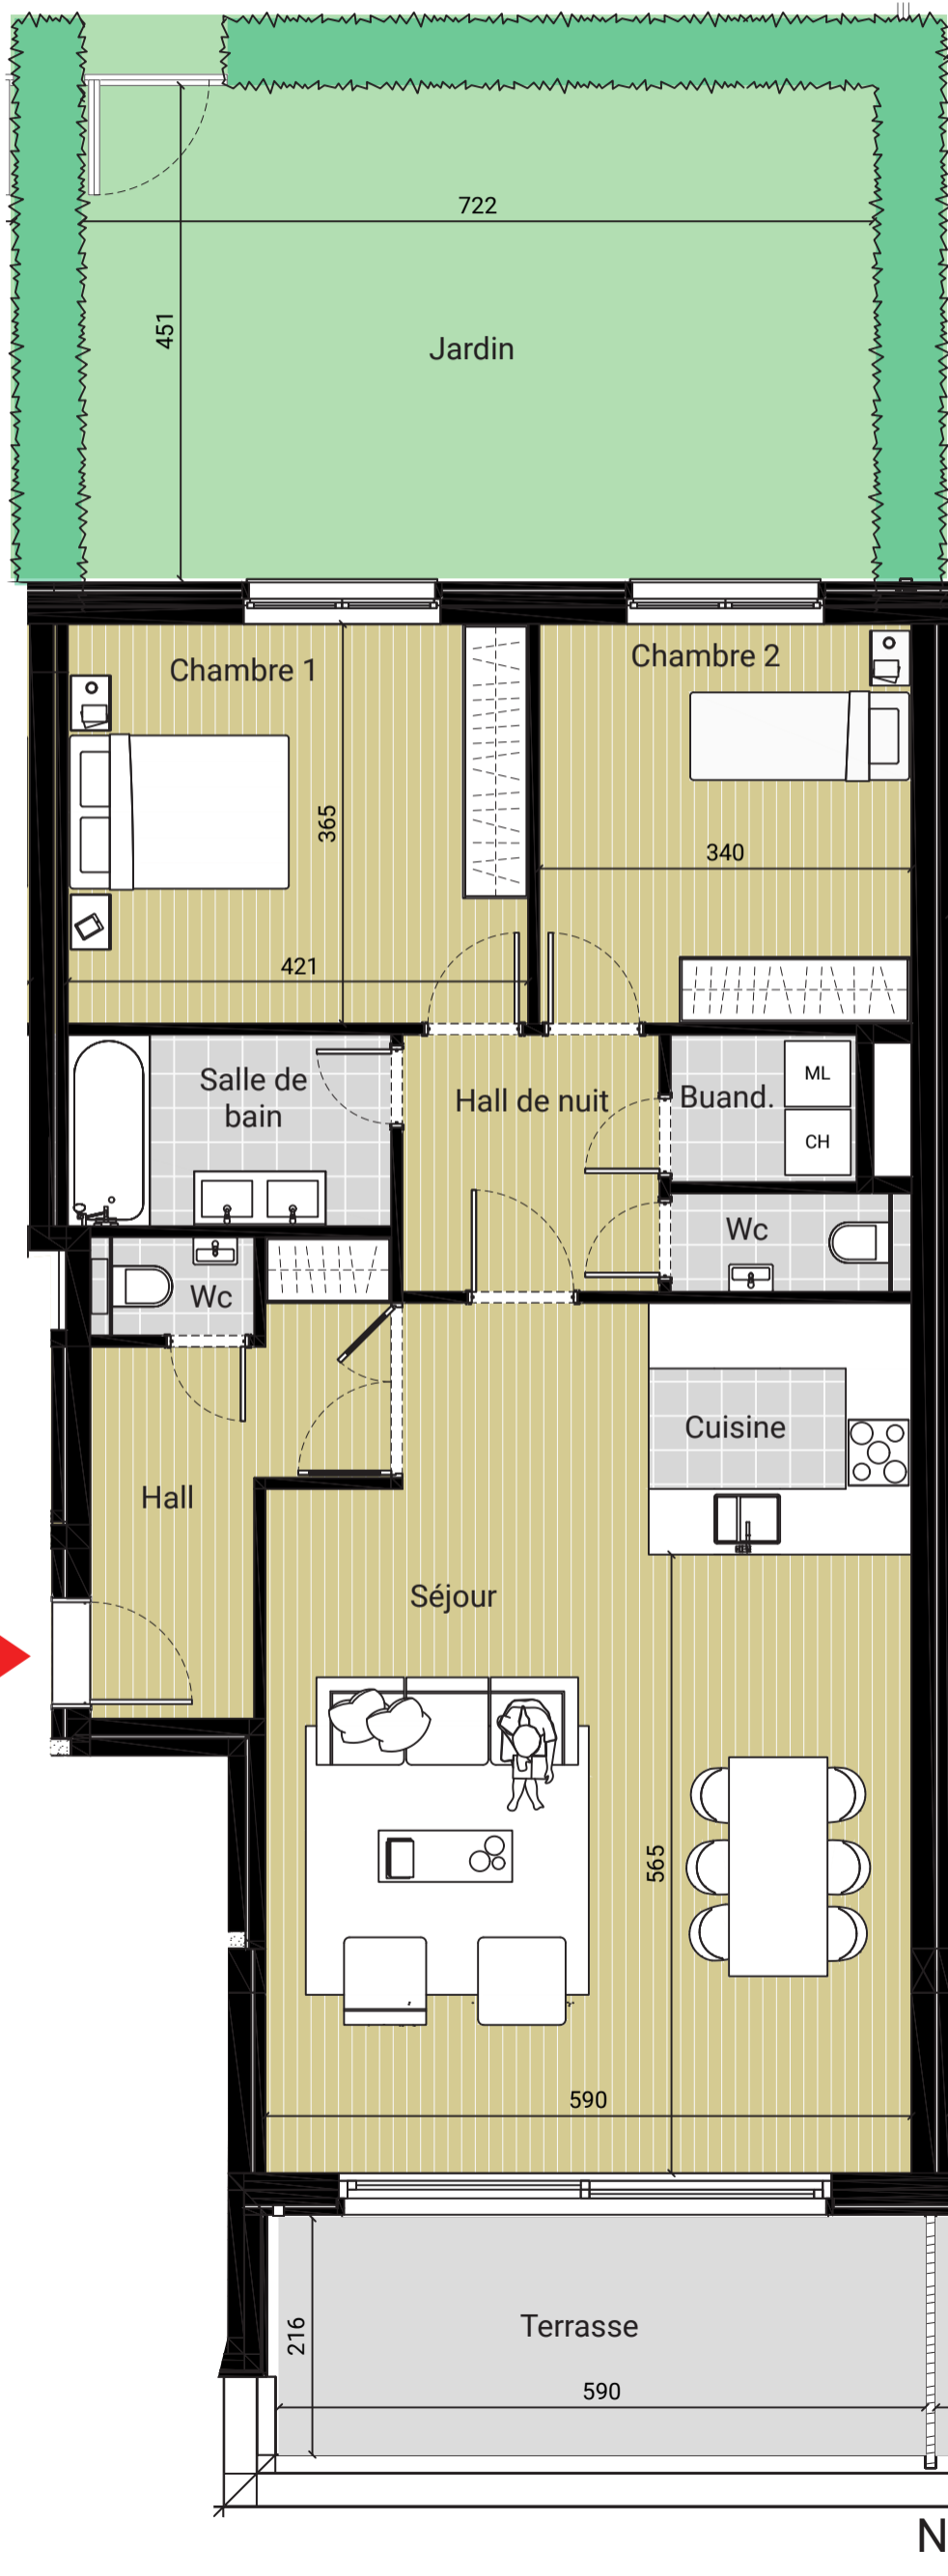 722
451
Jardin
Chambre 1
Chambre 2
365
340
421
Salle de
bain
Hall de nuit
Buand.
ML
CH
Wc
Wc
Cuisine
Hall
Séjour
565
590
216
Terrasse
590
N